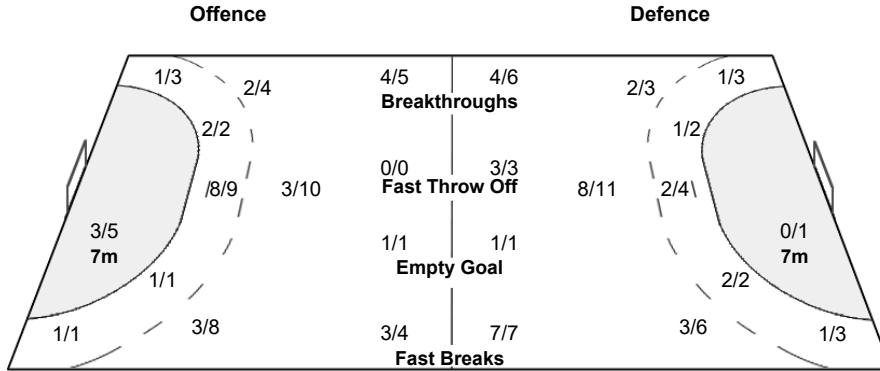 Offence Defence
1/3 2/4 4/5 4/6 2/3 1/3
Breakthroughs
2/2 1/2
0/0 3/3
8/9 3/10 Fast Throw Off 8/11 2/4
3/5 0/1
7m 7m
1/1 1/1
Empty Goal
1/1 2/2
1/1 3/8 3/4 7/7 3/6 1/3
Fast Breaks